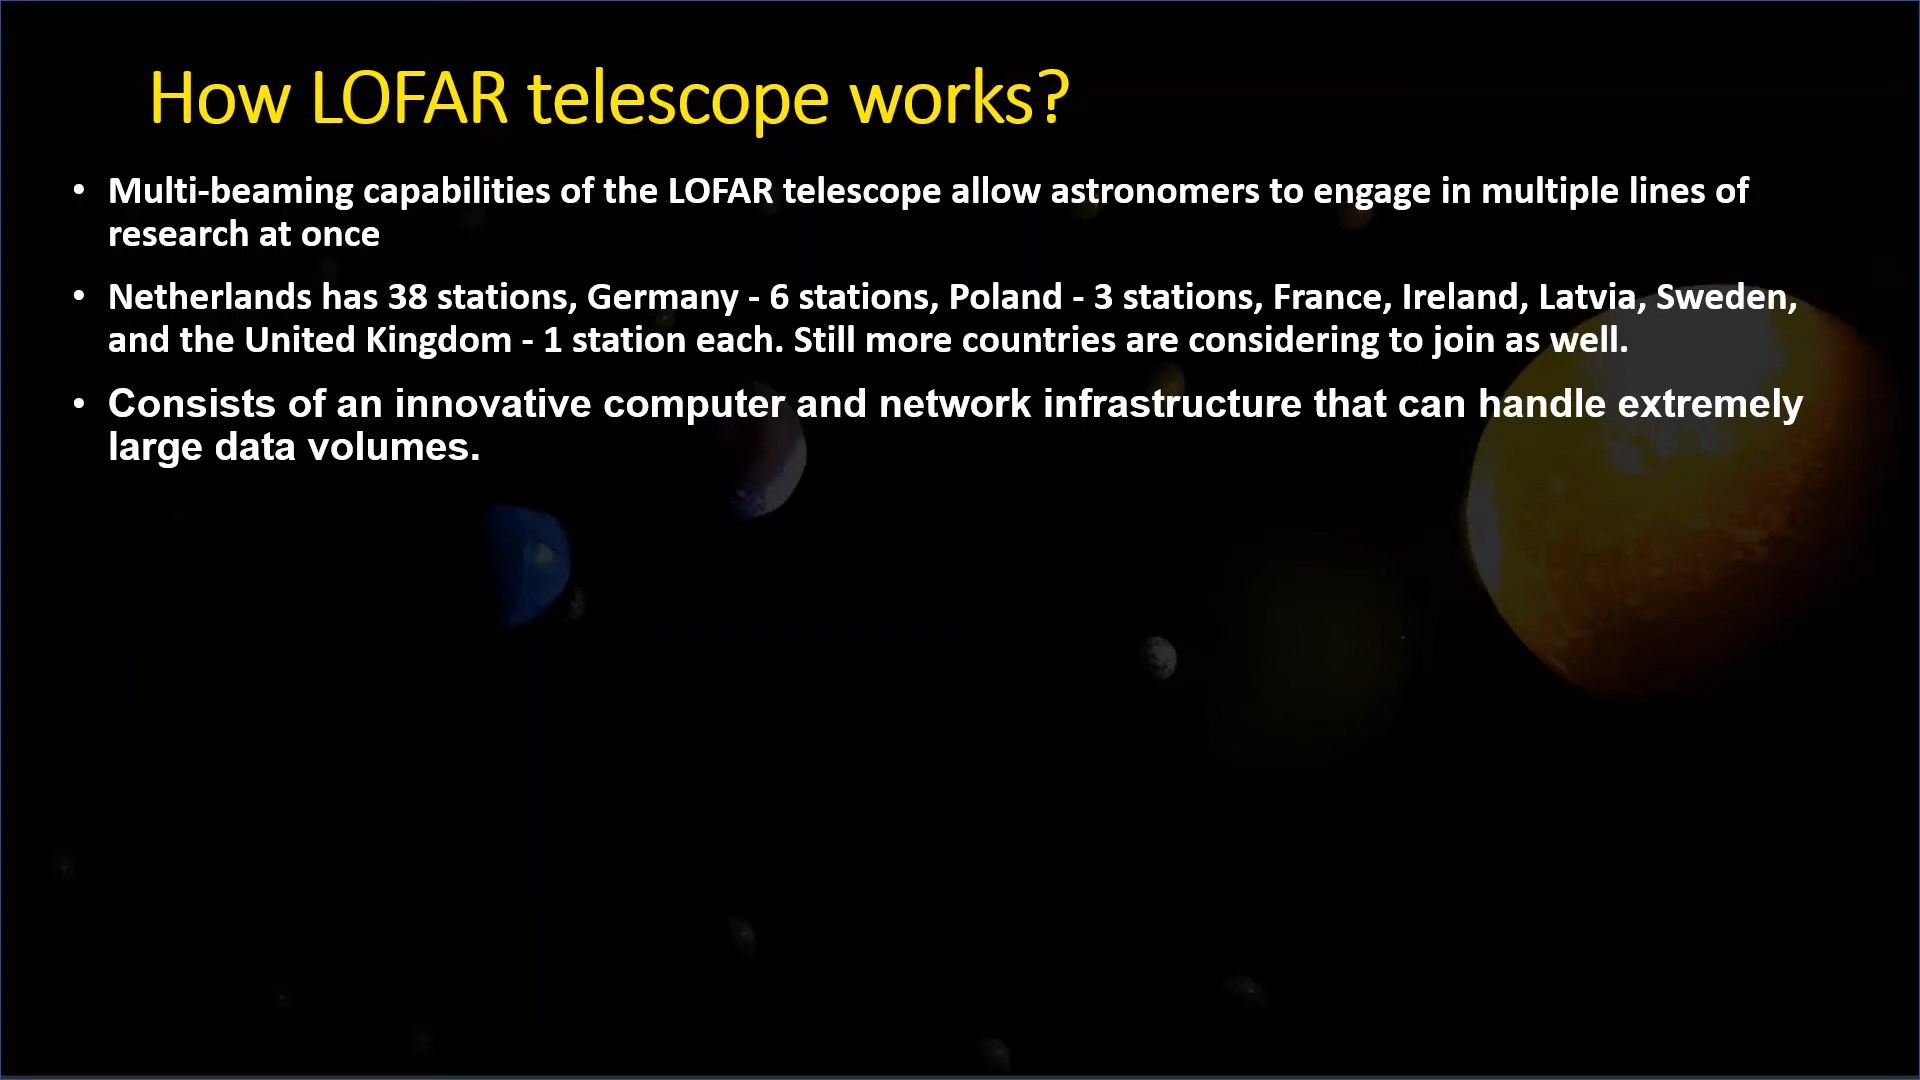 How LOFAR telescope works?
• Multi-beaming capabilities of the LOFAR telescope allow astronomers to engage in multiple lines of
research at once
• Netherlands has 38 stations, Germany - 6 stations, Poland - 3 stations, France, Ireland, Latvia, Sweden,
and the United Kingdom - 1 station each. Still more countries are considering to join as well.
• Consists of an innovative computer and network infrastructure that can handle extremely
large data volumes.